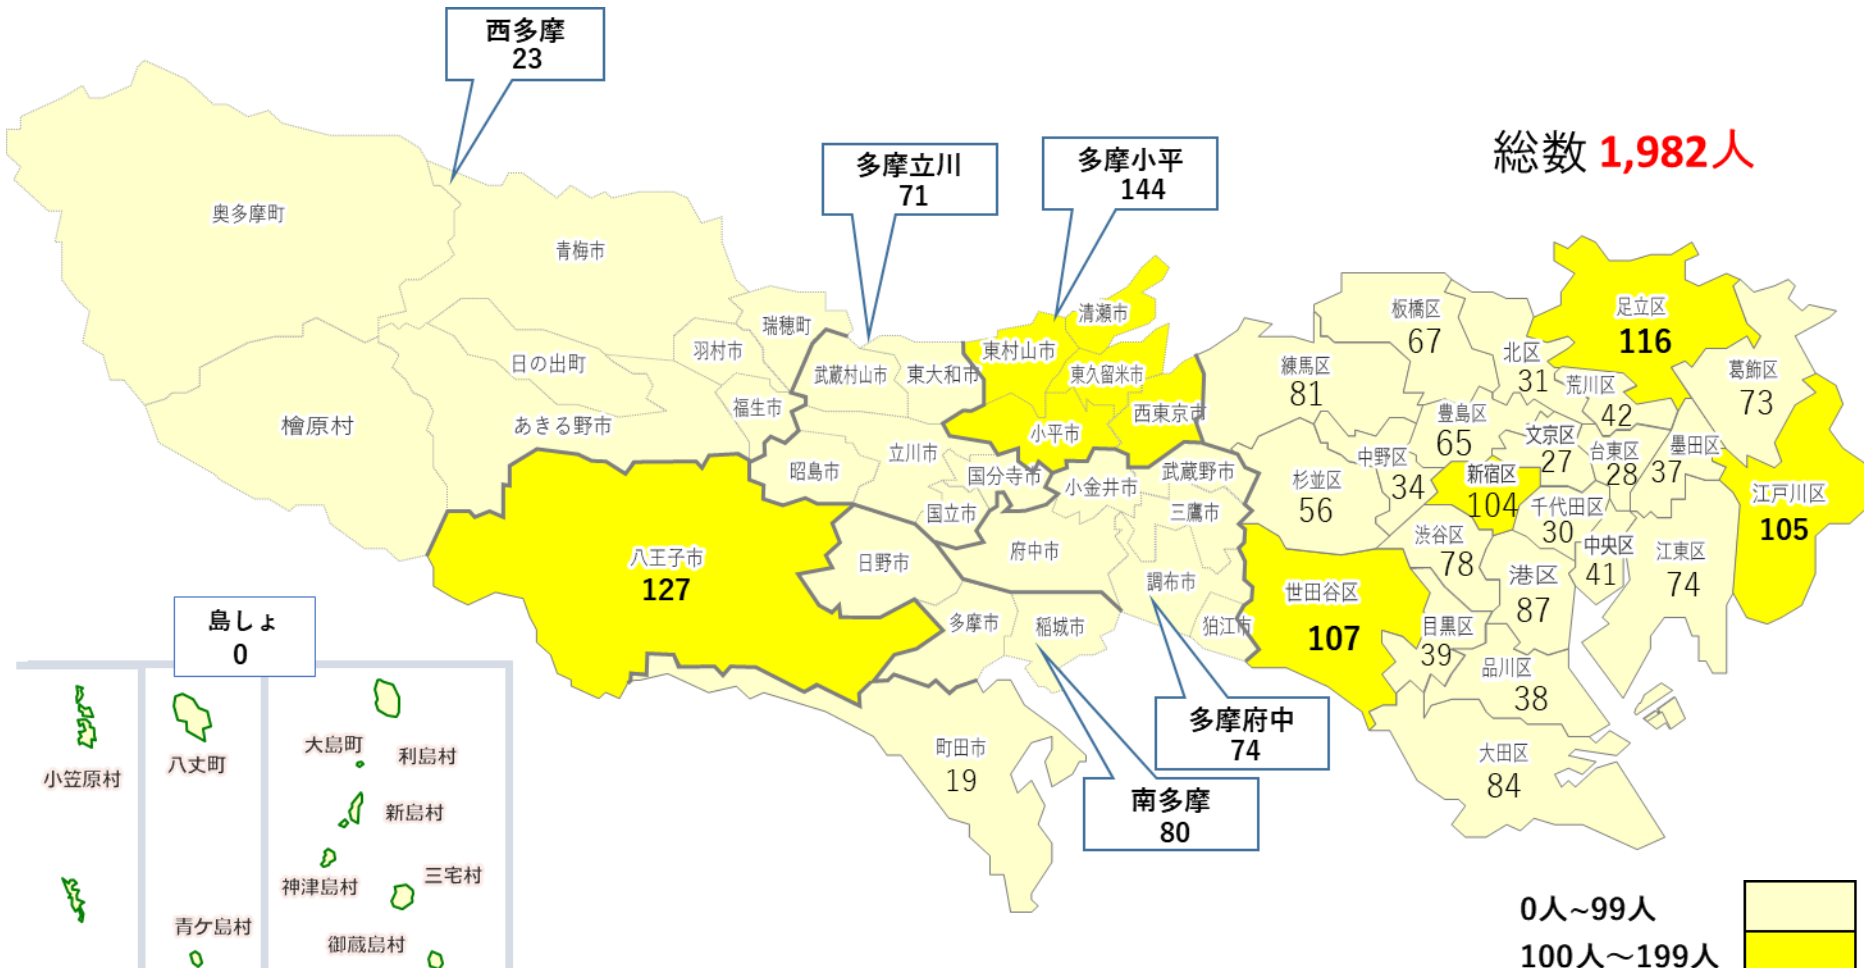 西多摩
23
多摩立川
71
多摩小平
144
総数 1,982人
奥多摩町
青梅市
瑞穂町
羽村市
日の出町
福生市
あきる野市
檜原村
武蔵村山市
東大和市
東村山市
清瀬市
東久留米市
西東京市
小平市
昭島市
立川市
国分寺市
国立市
小金井市
武蔵野市
三鷹市
府中市
調布市
狛江市
八王子市
127
日野市
多摩市
稲城市
町田市
19
多摩府中
74
南多摩
80
板橋区
67
練馬区
81
北区
31
足立区
116
荒川区
42
葛飾区
73
豊島区
65
文京区
27
台東区
28
墨田区
37
中野区
34
新宿区
104
杉並区
56
千代田区
30
江戸川区
105
渋谷区
78
中央区
41
江東区
74
港区
87
世田谷区
107
目黒区
39
品川区
38
大田区
84
島しょ
0
小笠原村
八丈町
青ケ島村
大島町
利島村
新島村
神津島村
三宅村
御蔵島村
0人~99人
100人～199人